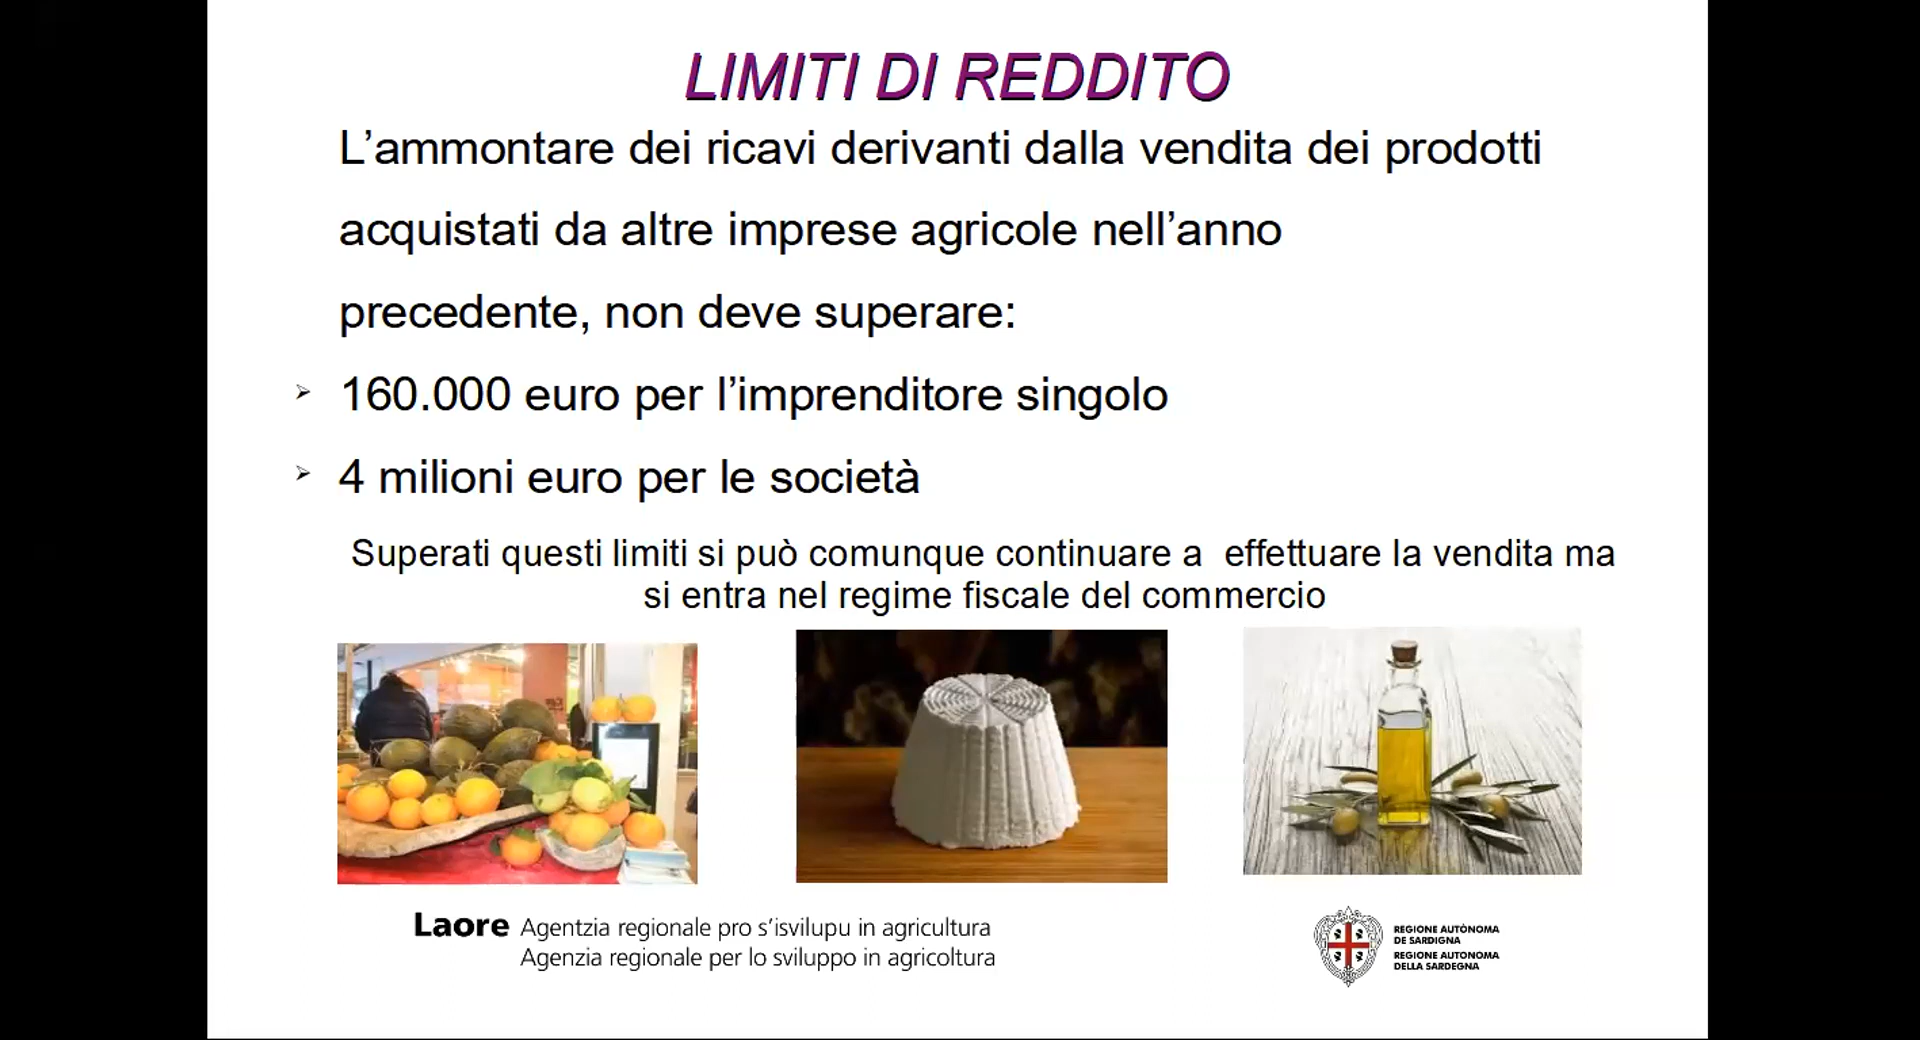 LIMITI DI REDDITO
L’ammontare dei ricavi derivanti dalla vendita dei prodotti
acquistati da altre imprese agricole nell’anno
precedente, non deve superare:
➢ 160.000 euro per l’imprenditore singolo
➢ 4 milioni euro per le società
Superati questi limiti si può comunque continuare a  effettuare la vendita ma
si entra nel regime fiscale del commercio
Laore Agentzia regionale pro s’isvilupu in agricultura
Agenzia regionale per lo sviluppo in agricoltura
REGIONE AUTÒNOMA
DE SARDIGNA
REGIONE AUTONOMA
DELLA SARDEGNA